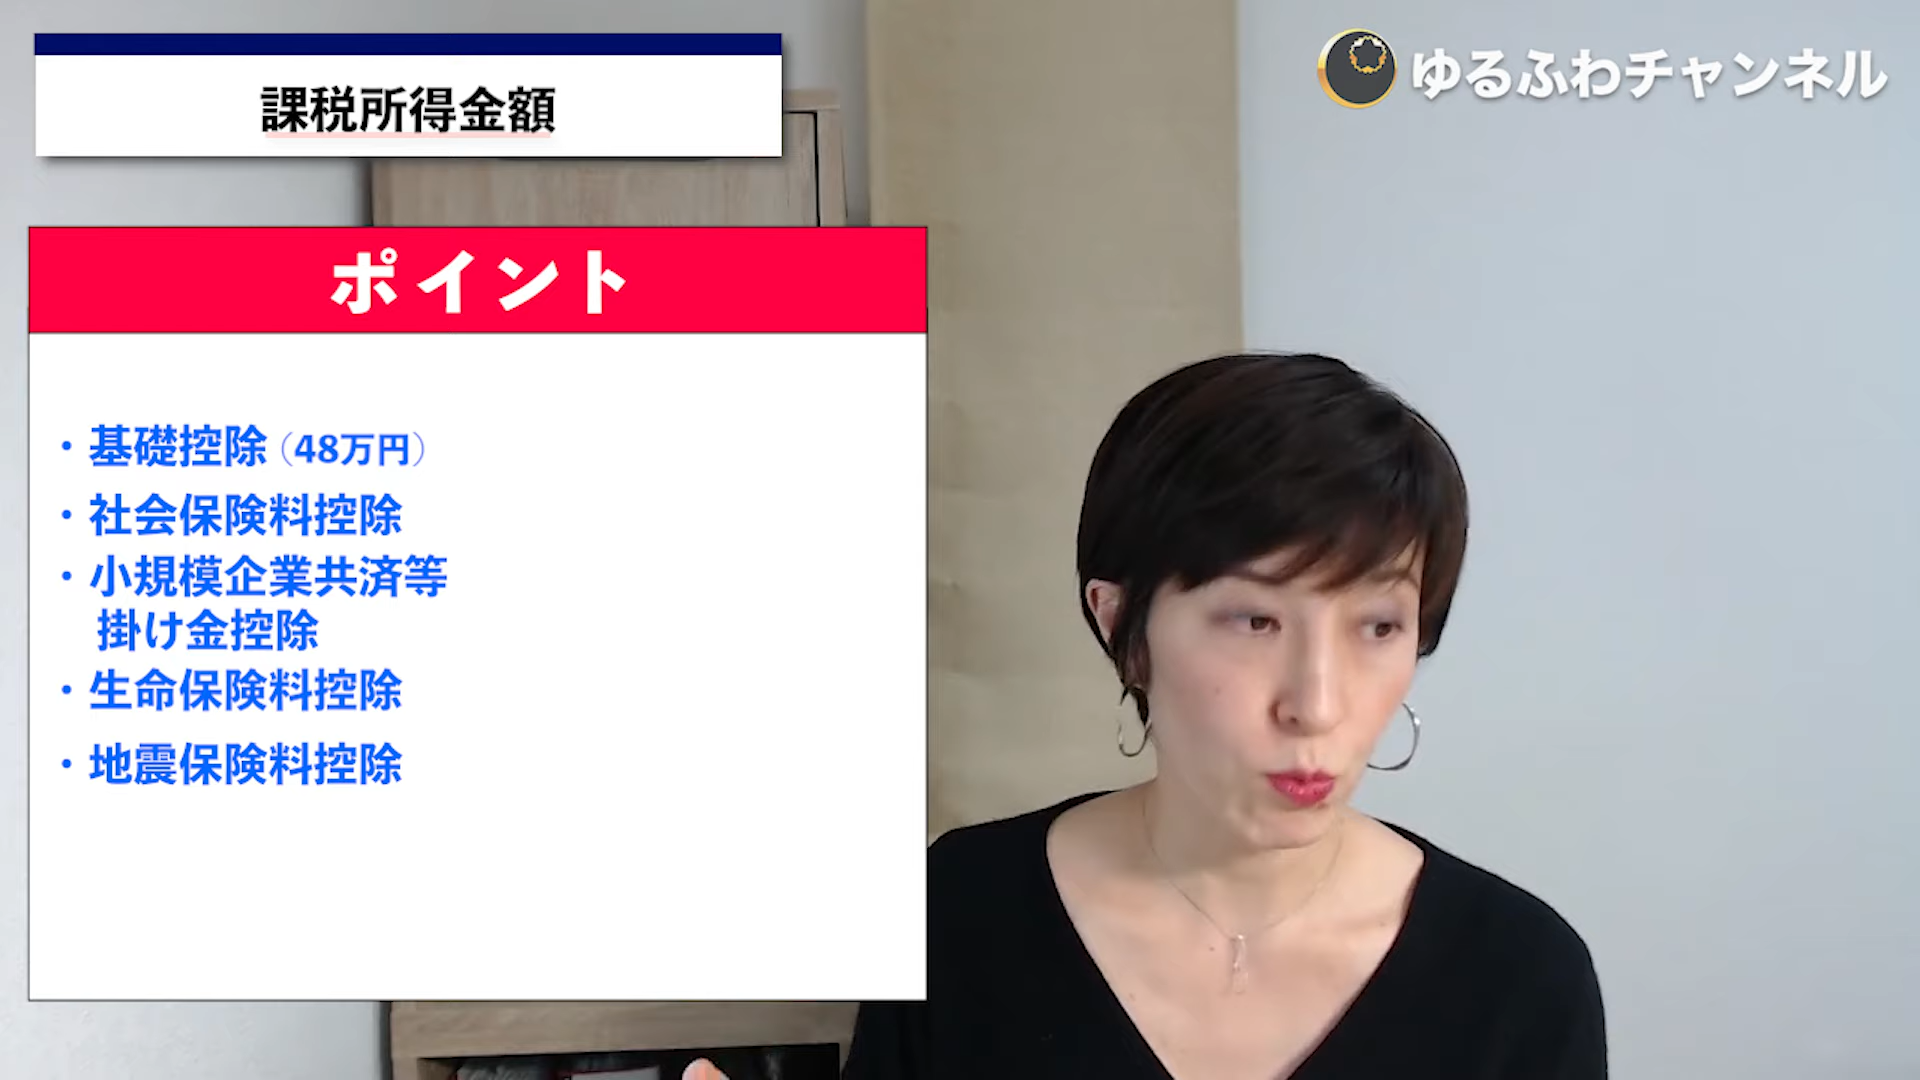 課税所得金額
ゆるふわチャンネル
ポイント
・基礎控除（48万円）
・社会保険料控除
・小規模企業共済等
掛け金控除
・生命保険料控除
・地震保険料控除